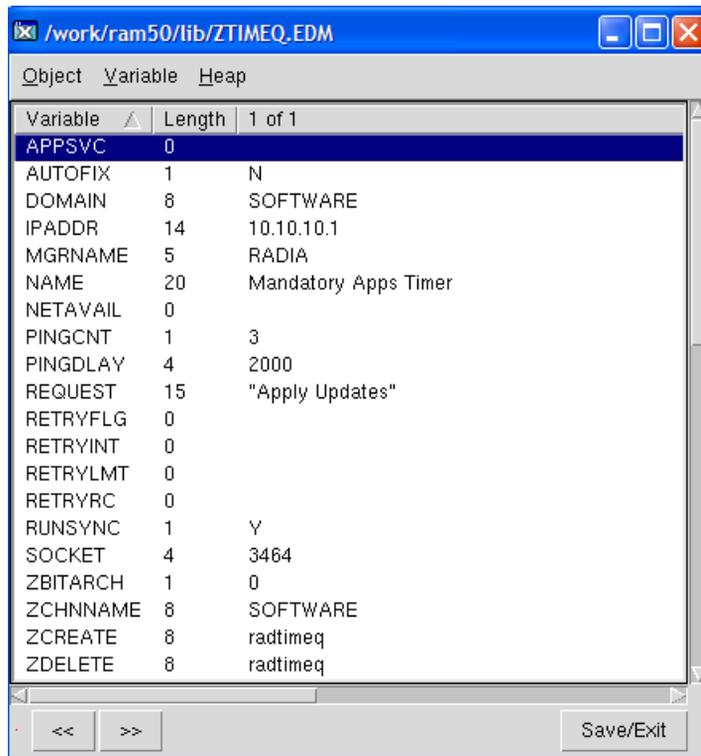 /work/ram50/lib/ZTIMEQ.EDM
Object Variable Heap
Variable Length 1 of 1
APPSVC 0
AUTOFIX 1 N
DOMAIN 8 SOFTWARE
IPADDR 14 10.10.10.1
MGRNAME 5 RADIA
NAME 20 Mandatory Apps Timer
NETAVAIL 0
PINGCNT 1 3
PINGDLAY 4 2000
REQUEST 15 "Apply Updates"
RETRYFLG 0
RETRYINT 0
RETRYLMT 0
RETRYRC 0
RUNSYNC 1 Y
SOCKET 4 3464
ZBITARCH 1 0
ZCHNNAME 8 SOFTWARE
ZCREATE 8 radtimeq
ZDELETE 8 radtimeq
<< >> Save/Exit